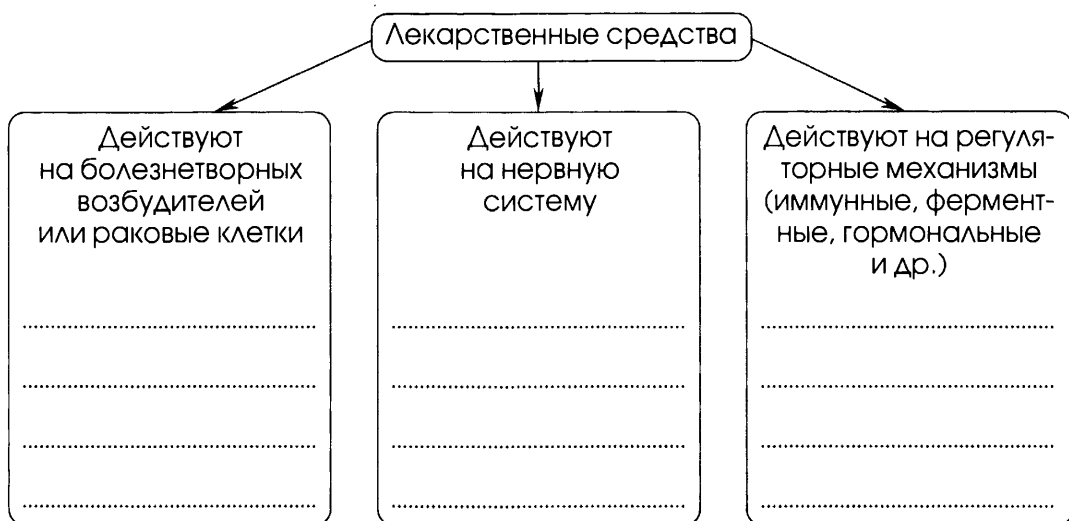 Лекарственные средства
Действуют
на болезнетворных
возбудителей
или раковые клетки
Действуют
на нервную
систему
Действуют на регуля-
торные механизмы
(иммунные, фермент-
ные, гормональные
и др.)